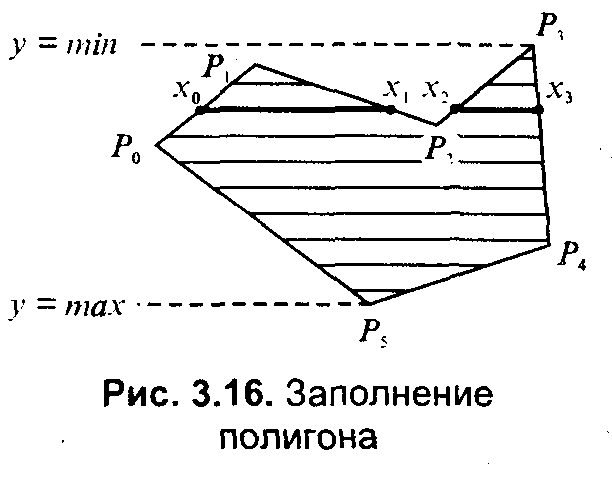 y = min
P₃
P₁
x₀ x₁ x₂ x₃
P₀
P₂
P₄
y = max
P₅
Рис. 3.16. Заполнение
полигона